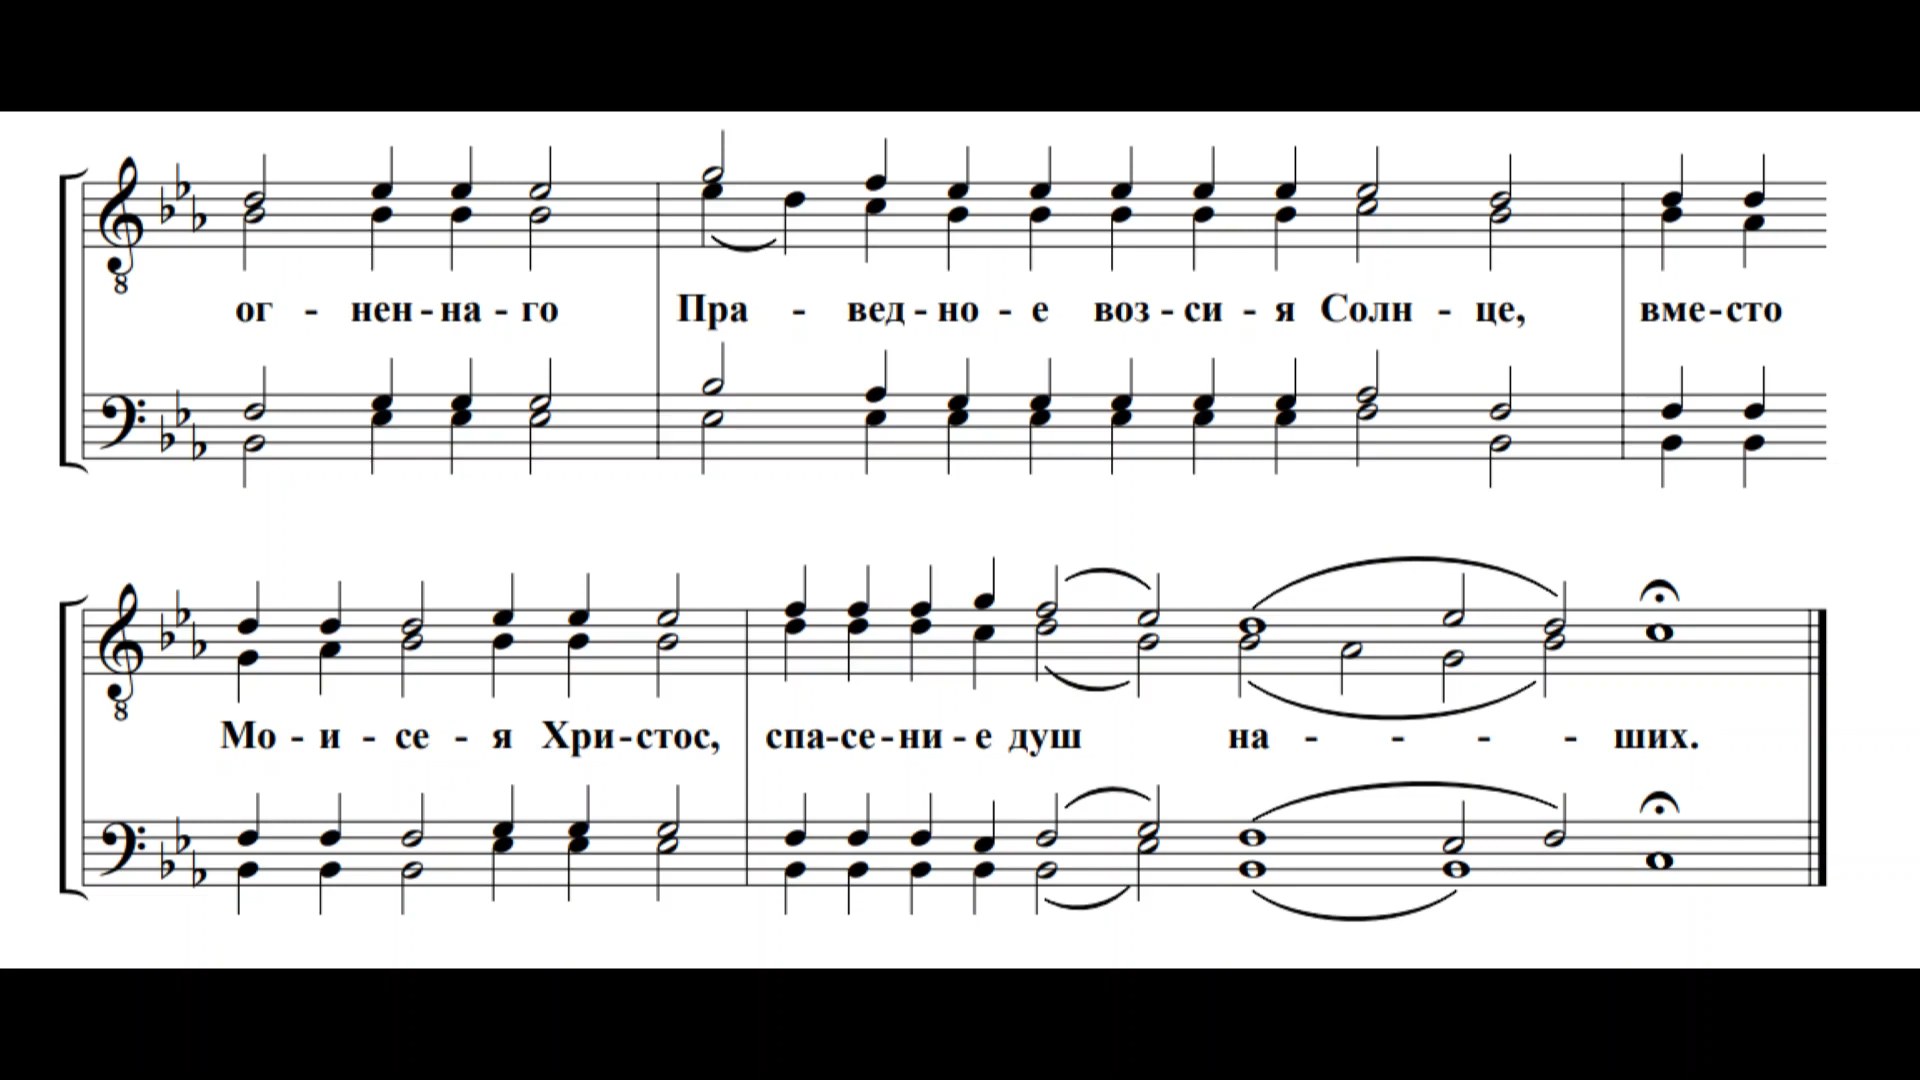 ог - нен - на - го Пра - вед - но - е воз - си - я Солн - це, вме - сто
Мо - и - се - я Хри - стос, спа - се - ни - е душ на - - - - ших.